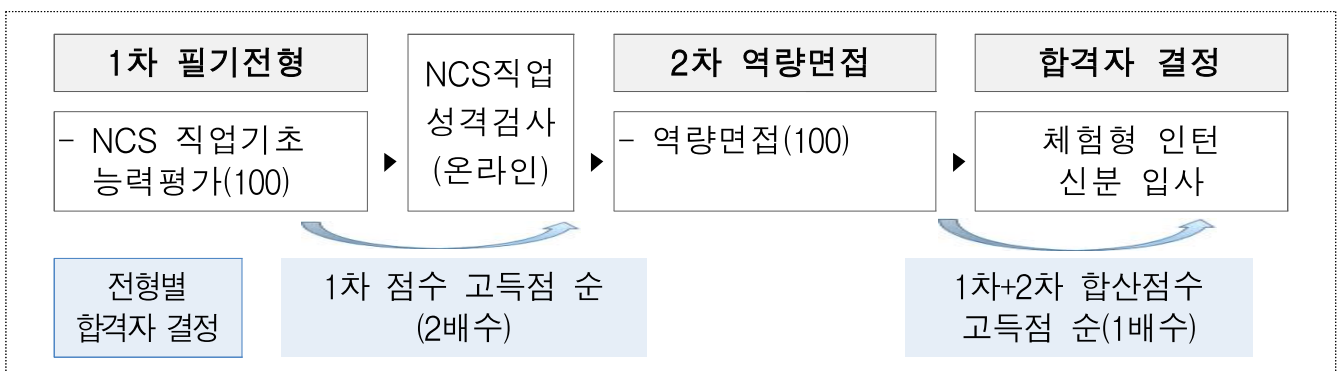 1차 필기전형
- NCS 직업기초
능력평가(100)
NCS직업
성격검사
(온라인)
2차 역량면접
- 역량면접(100)
합격자 결정
체험형 인턴
신분 입사
전형별
합격자 결정
1차 점수 고득점 순
(2배수)
1차+2차 합산점수
고득점 순(1배수)